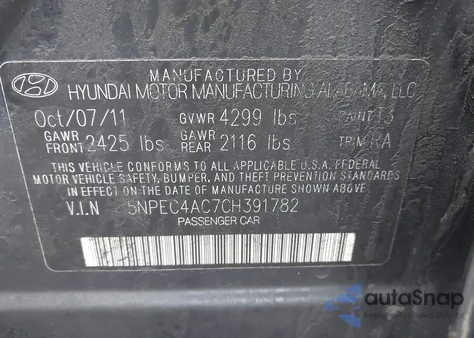 MANUFACTURED BY
HYUNDAI MOTOR MANUFACTURING ALABAMA, LLC
Oct/07/11 GVWR 4299 lbs PAINT T3
GAWR FRONT 2425 lbs GAWR REAR 2116 lbs TRIM RA
THIS VEHICLE CONFORMS TO ALL APPLICABLE U.S.A. FEDERAL
MOTOR VEHICLE SAFETY, BUMPER, AND THEFT PREVENTION STANDARDS
IN EFFECT ON THE DATE OF MANUFACTURE SHOWN ABOVE.
V.I.N 5NPEC4AC7CH391782
PASSENGER CAR
autoSnap